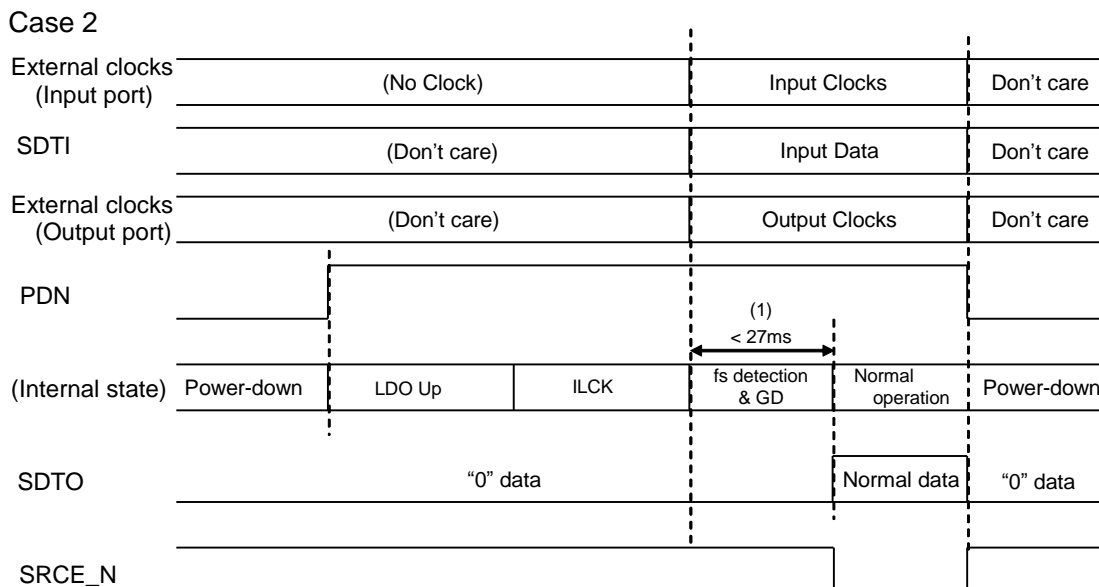 Case 2
External clocks
(Input port)
(No Clock)
Input Clocks
Don't care
SDTI
(Don't care)
Input Data
Don't care
External clocks
(Output port)
(Don't care)
Output Clocks
Don't care
PDN
(1)
< 27ms
(Internal state)
Power-down
LDO Up
ILCK
fs detection
& GD
Normal
operation
Power-down
SDTO
“0” data
Normal data
“0” data
SRCE_N